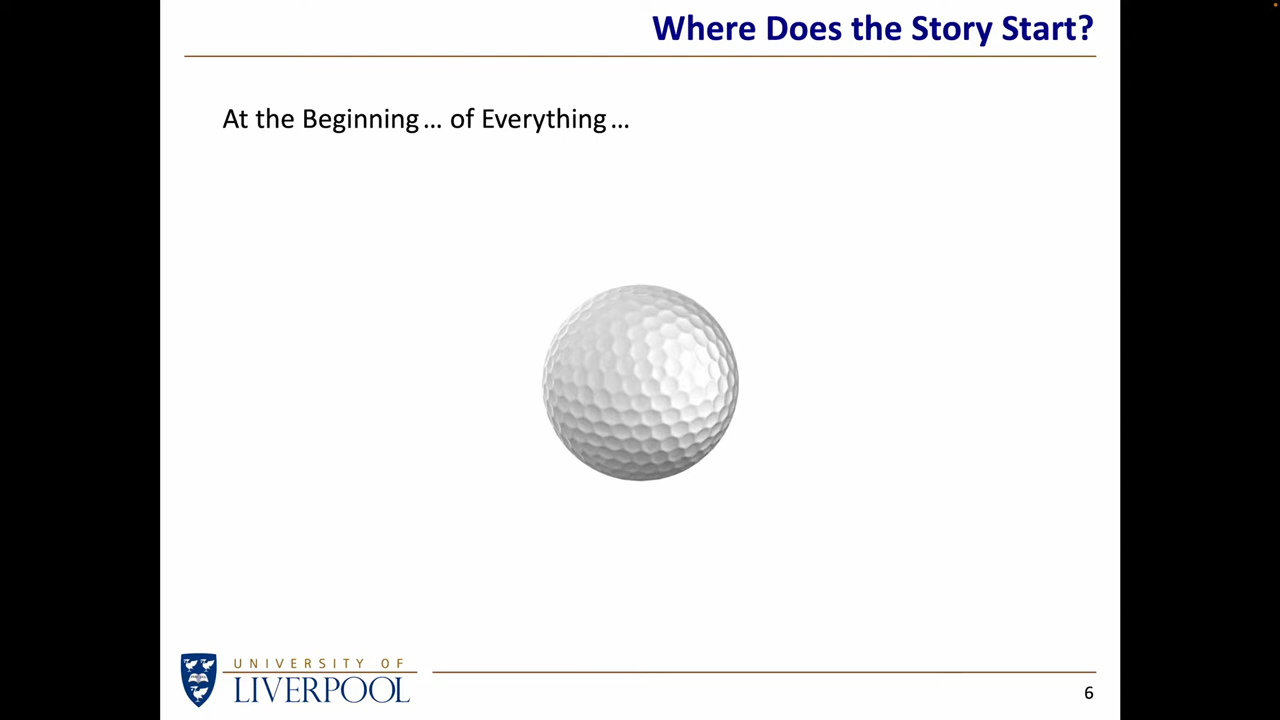 Where Does the Story Start?
At the Beginning … of Everything …
UNIVERSITY OF
LIVERPOOL
6